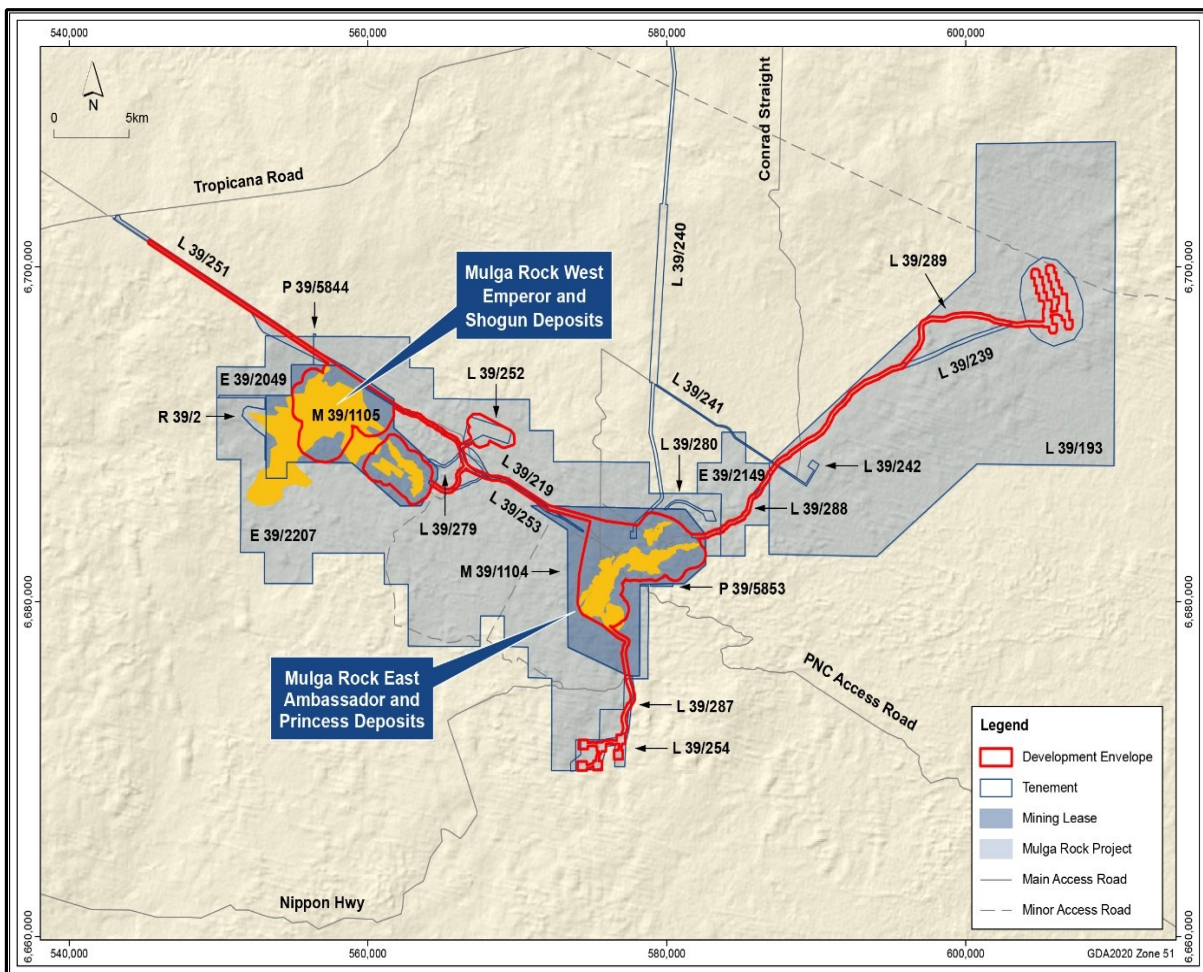 540,000
560,000
580,000
600,000
N
0 5km
Tropicana Road
Conrad Straight
L 39/251
L 39/240
6,700,000
6,700,000
P 39/5844
Mulga Rock West
Emperor and
Shogun Deposits
L 39/289
L 39/239
E 39/2049
L 39/252
L 39/241
R 39/2
M 39/1105
L 39/280
L 39/193
E 39/2149
L 39/242
L 39/219
L 39/279
L 39/253
L 39/288
E 39/2207
M 39/1104
P 39/5853
6,680,000
6,680,000
Mulga Rock East
Ambassador and
Princess Deposits
PNC Access Road
L 39/287
L 39/254
Legend
Development Envelope
Tenement
Mining Lease
Mulga Rock Project
Main Access Road
Minor Access Road
Nippon Hwy
6,660,000
6,660,000
540,000
560,000
580,000
600,000
GDA2020 Zone 51